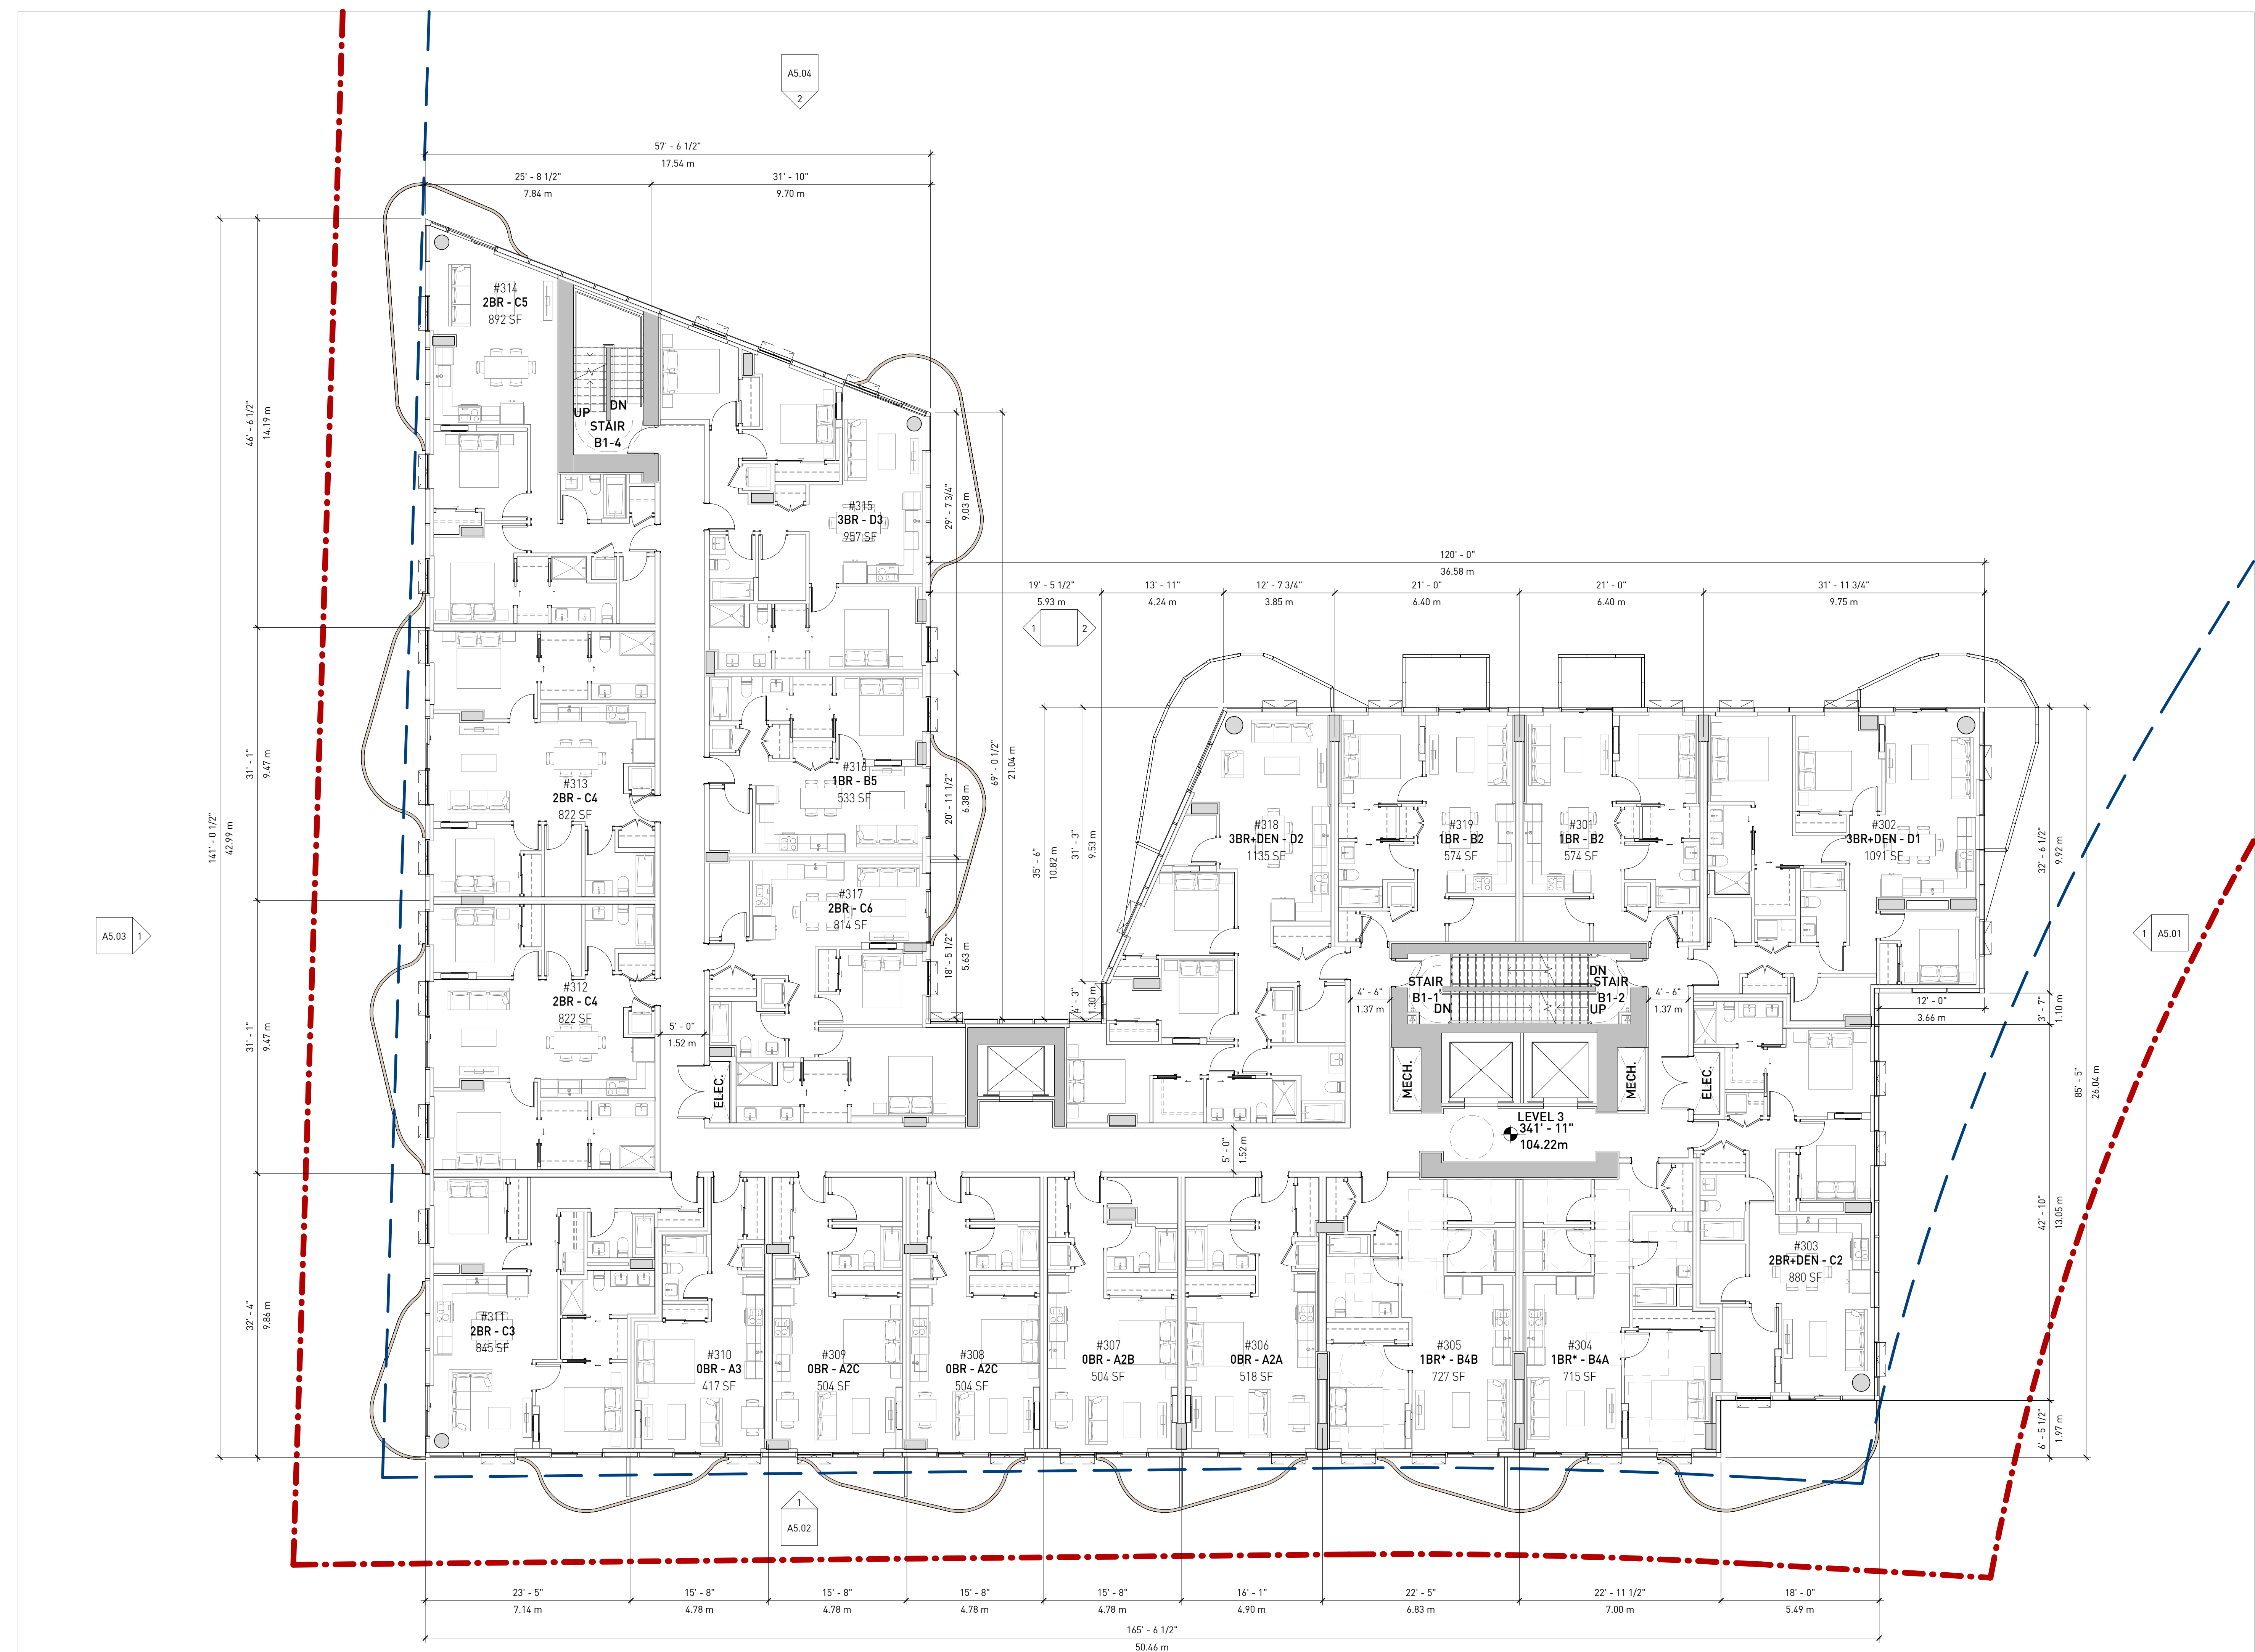 A5.04
2
57' - 6 1/2"
17.54 m
25' - 8 1/2"
7.84 m
31' - 10"
9.70 m
#314
2BR - C5
892 SF
UP
DN
STAIR
B1-4
46' - 6 1/2"
14.19 m
#315
3BR - D3
957 SF
29' - 7 3/4"
9.03 m
120' - 0"
36.58 m
19' - 5 1/2"
5.93 m
13' - 11"
4.24 m
12' - 7 3/4"
3.85 m
21' - 0"
6.40 m
21' - 0"
6.40 m
31' - 11 3/4"
9.75 m
1
2
#313
2BR - C4
822 SF
31' - 1"
9.47 m
141' - 0 1/2"
42.99 m
#316
1BR - B5
533 SF
20' - 11 1/2"
6.38 m
69' - 0 1/2"
21.04 m
35' - 6"
10.82 m
31' - 3"
9.53 m
#318
3BR+DEN - D2
1135 SF
#319
1BR - B2
574 SF
#301
1BR - B2
574 SF
#302
3BR+DEN - D1
1091 SF
32' - 6 1/2"
9.92 m
#317
2BR - C6
814 SF
18' - 5 1/2"
5.63 m
4' - 3"
1.30 m
A5.03
1
1
A5.01
#312
2BR - C4
822 SF
31' - 1"
9.47 m
5' - 0"
1.52 m
ELEC.
4' - 6"
1.37 m
STAIR
B1-1
DN
DN
STAIR
B1-2
UP
4' - 6"
1.37 m
12' - 0"
3.66 m
3' - 7"
1.10 m
MECH.
MECH.
ELEC.
85' - 5"
26.04 m
LEVEL 3
341' - 11"
104.22m
5' - 0"
1.52 m
42' - 10"
13.05 m
32' - 4"
9.86 m
#311
2BR - C3
845 SF
#310
0BR - A3
417 SF
#309
0BR - A2C
504 SF
#308
0BR - A2C
504 SF
#307
0BR - A2B
504 SF
#306
0BR - A2A
518 SF
#305
1BR* - B4B
727 SF
#304
1BR* - B4A
715 SF
#303
2BR+DEN - C2
880 SF
6' - 5 1/2"
1.97 m
1
A5.02
23' - 5"
7.14 m
15' - 8"
4.78 m
15' - 8"
4.78 m
15' - 8"
4.78 m
15' - 8"
4.78 m
16' - 1"
4.90 m
22' - 5"
6.83 m
22' - 11 1/2"
7.00 m
18' - 0"
5.49 m
165' - 6 1/2"
50.46 m